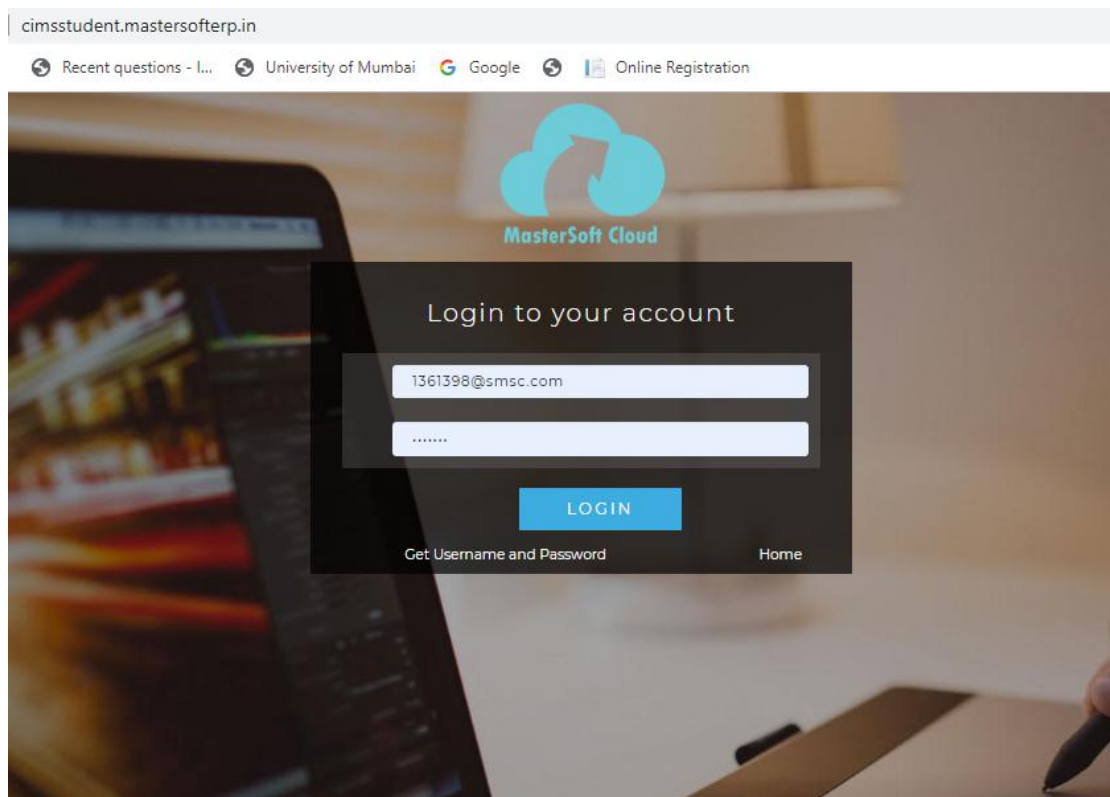 cimsstudent.mastersofterp.in
Recent questions - I... University of Mumbai Google Online Registration
MasterSoft Cloud
Login to your account
1361398@smsc.com
·······
LOGIN
Get Username and Password Home